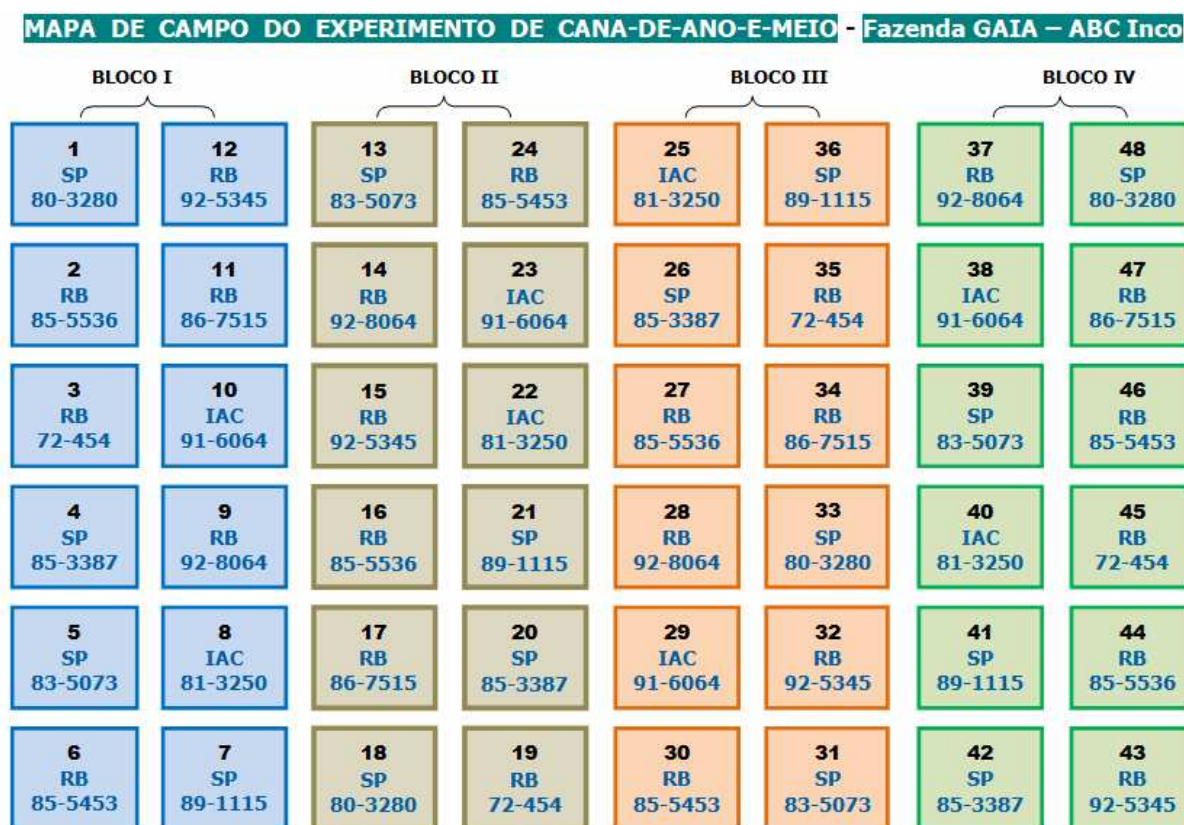 MAPA DE CAMPO DO EXPERIMENTO DE CANA-DE-ANO-E-MEIO - Fazenda GAIA – ABC Inco
BLOCO I BLOCO II BLOCO III BLOCO IV
1 12 13 24 25 36 37 48
SP RB SP RB IAC SP RB SP
80-3280 92-5345 83-5073 85-5453 81-3250 89-1115 92-8064 80-3280
2 11 14 23 26 35 38 47
RB RB RB IAC SP RB IAC RB
85-5536 86-7515 92-8064 91-6064 85-3387 72-454 91-6064 86-7515
3 10 15 22 27 34 39 46
RB IAC RB IAC RB RB SP RB
72-454 91-6064 92-5345 81-3250 85-5536 86-7515 83-5073 85-5453
4 9 16 21 28 33 40 45
SP RB RB SP RB SP IAC RB
85-3387 92-8064 85-5536 89-1115 92-8064 80-3280 81-3250 72-454
5 8 17 20 29 32 41 44
SP IAC RB SP IAC RB SP RB
83-5073 81-3250 86-7515 85-3387 91-6064 92-5345 89-1115 85-5536
6 7 18 19 30 31 42 43
RB SP SP RB RB SP SP RB
85-5453 89-1115 80-3280 72-454 85-5453 83-5073 85-3387 92-5345